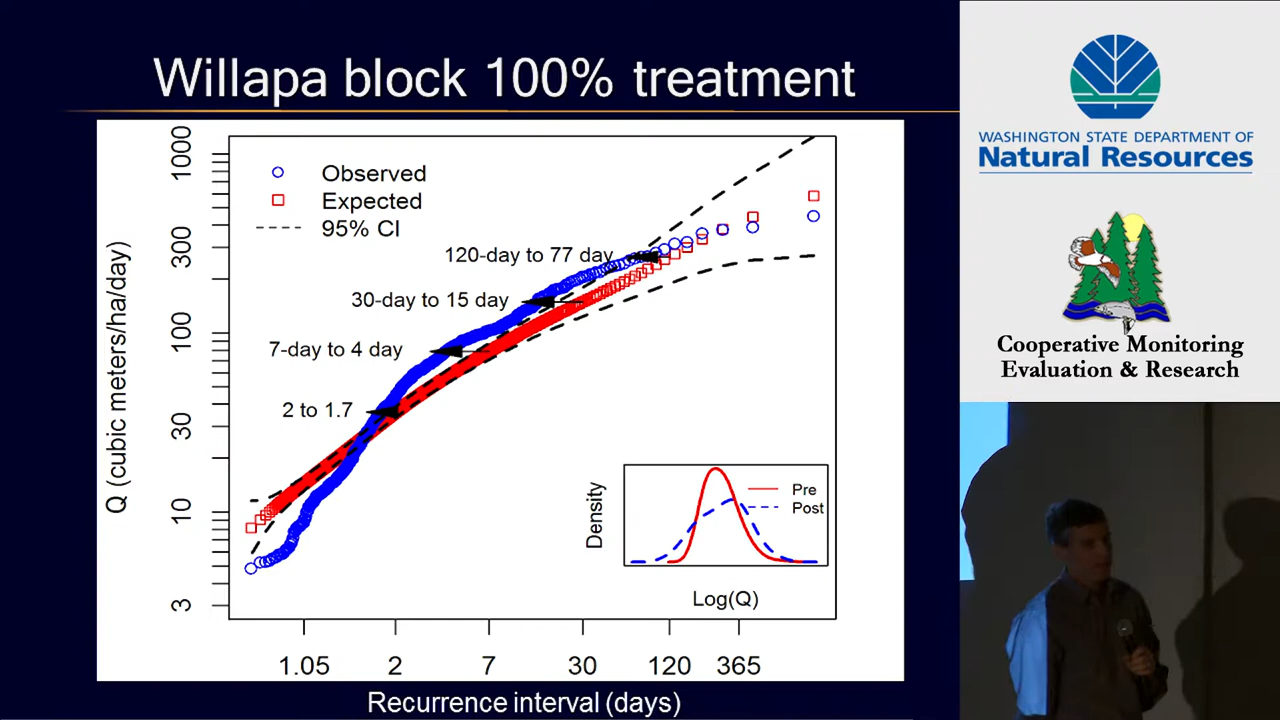 Willapa block 100% treatment
WASHINGTON STATE DEPARTMENT OF
Natural Resources
Cooperative Monitoring
Evaluation & Research
Observed
Expected
95% CI
120-day to 77 day
30-day to 15 day
7-day to 4 day
2 to 1.7
Q (cubic meters/ha/day)
1000
300
100
30
10
3
Density
Pre
Post
Log(Q)
1.05 2 7 30 120 365
Recurrence interval (days)